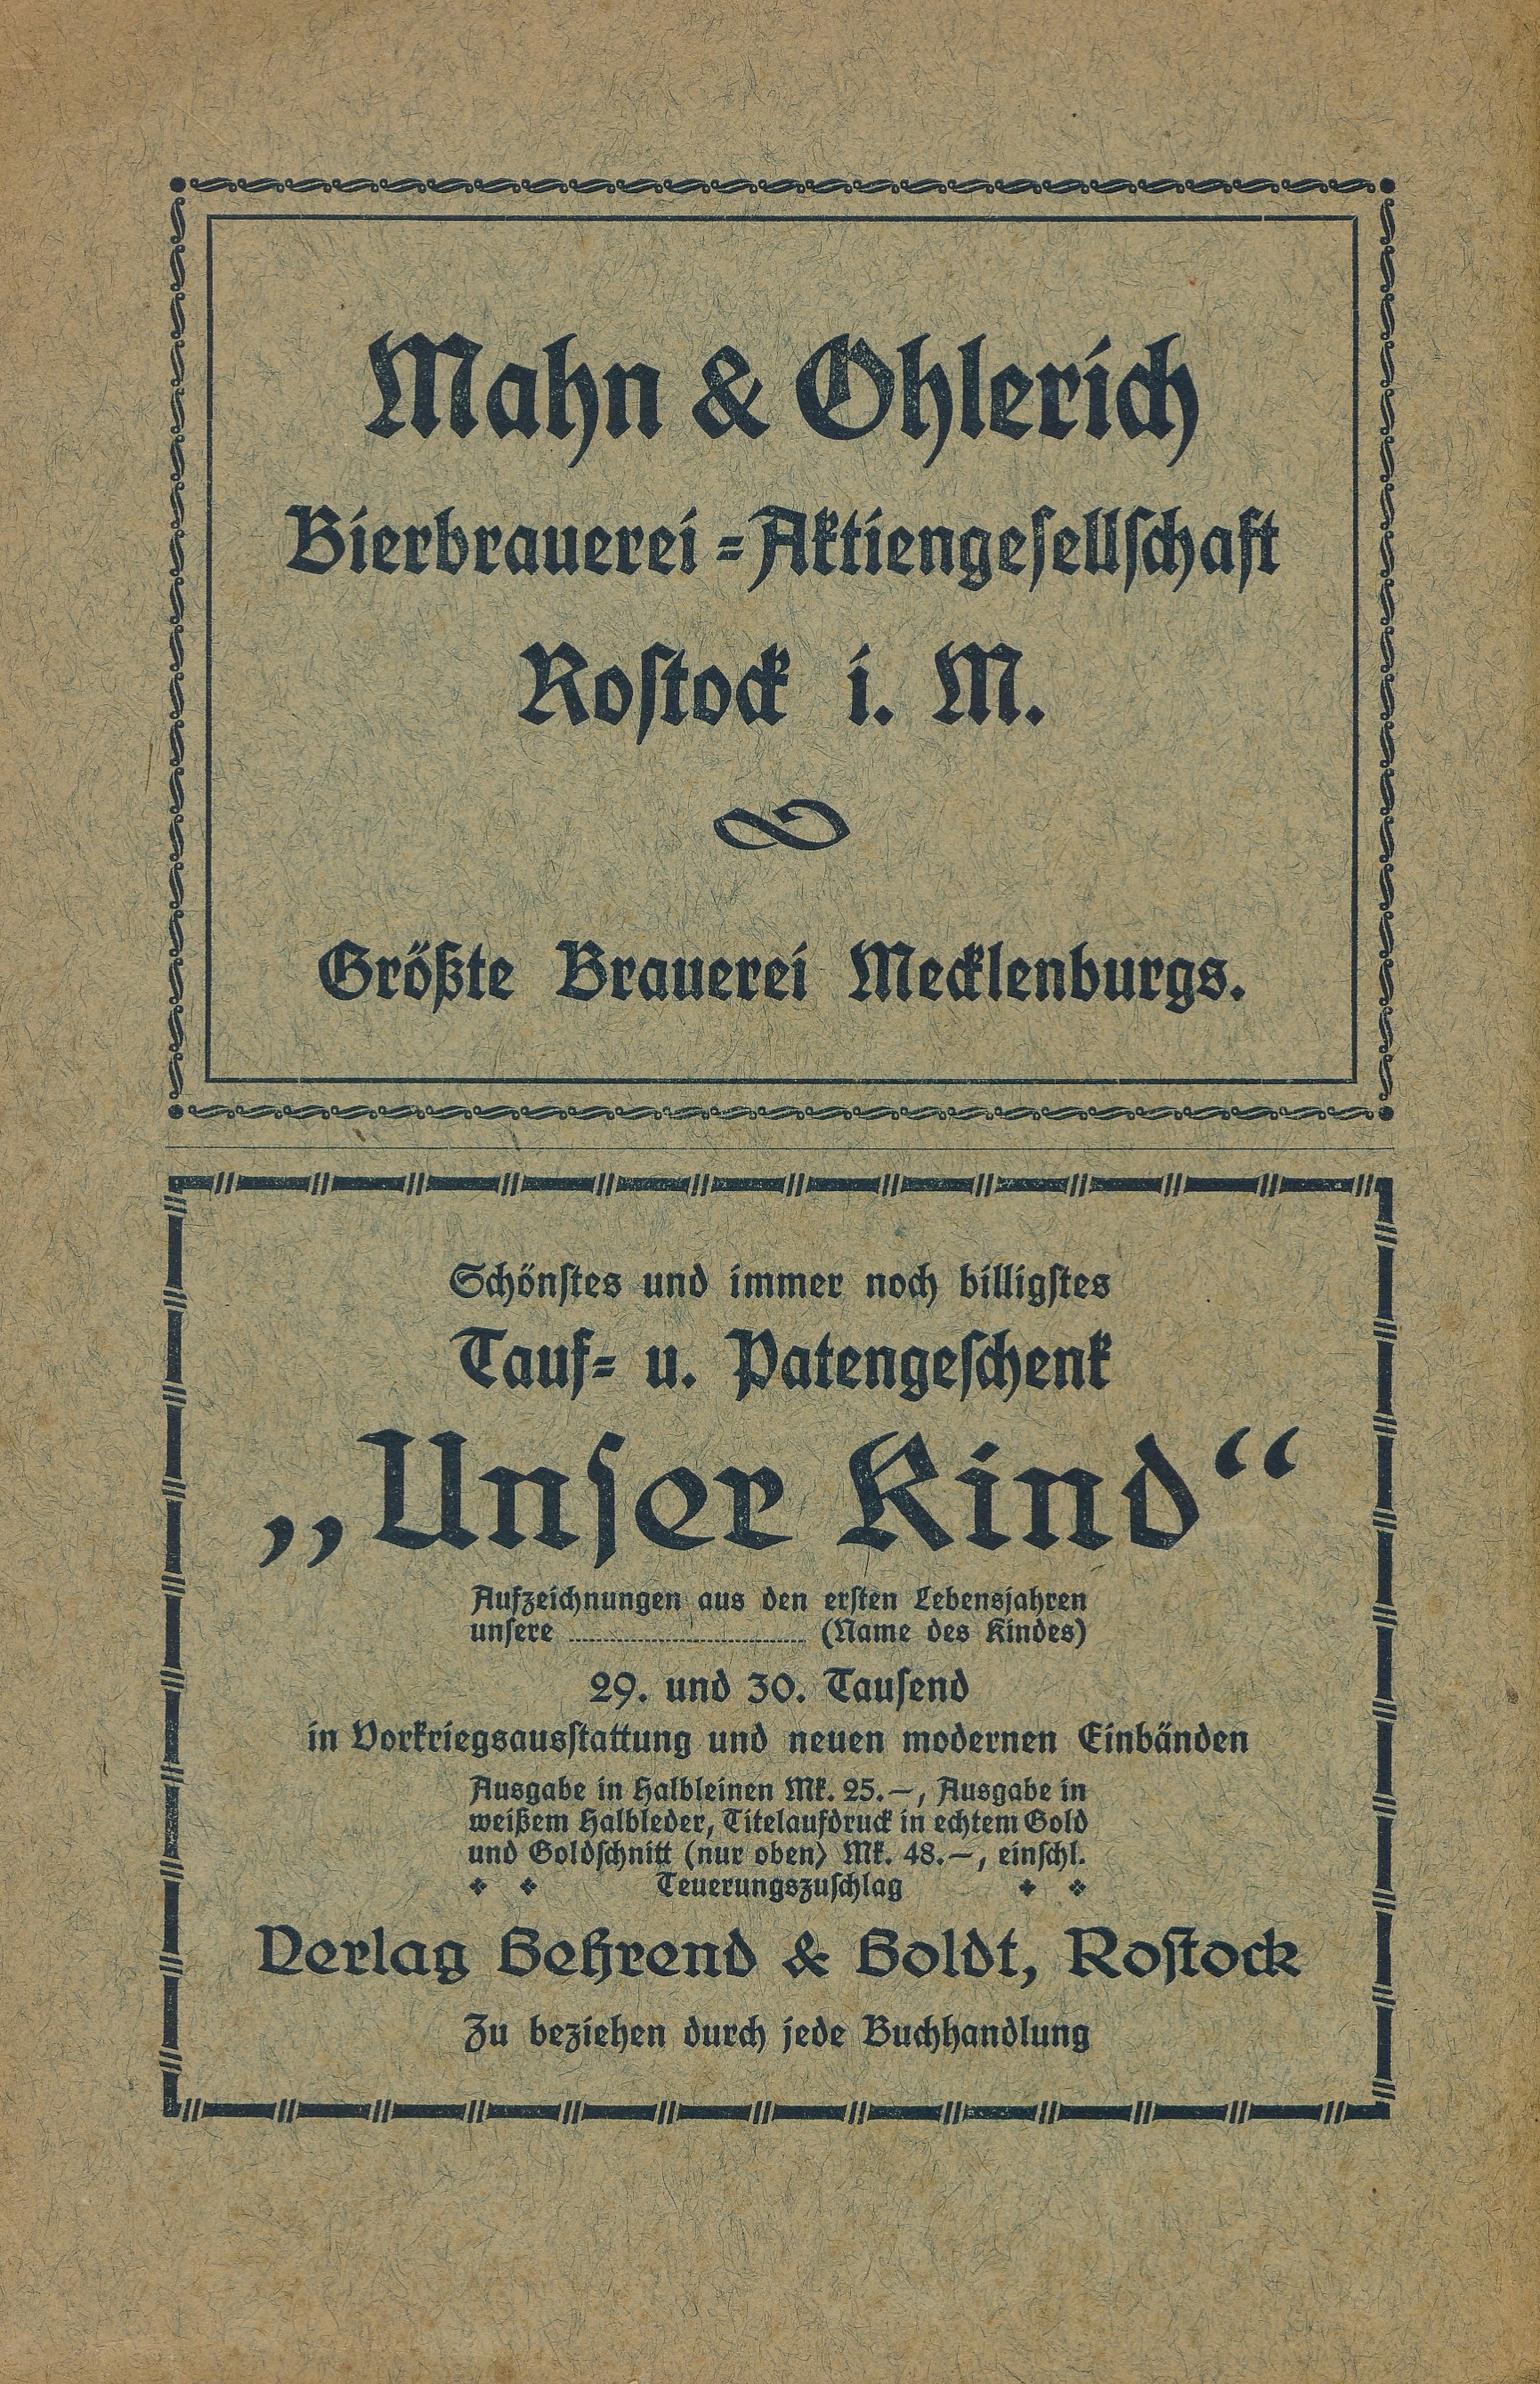 Mahn & Ohlerich
Bierbrauerei-Aktiengesellschaft
Rostock i. M.
Größte Brauerei Mecklenburgs.
Schönstes und immer noch billigstes
Tauf- u. Patengeschenk
„Unser Kind“
Aufzeichnungen aus den ersten Lebensjahren
unsere ........................ (Name des Kindes)
29. und 30. Tausend
in Vorkriegsausstattung und neuen modernen Einbänden
Ausgabe in Halbleinen Mk. 25.—, Ausgabe in
weißem Halbleder, Titelaufdruck in echtem Gold
und Goldschnitt (nur oben) Mk. 48.—, einschl.
Teuerungszuschlag
Verlag Behrend & Boldt, Rostock
Zu beziehen durch jede Buchhandlung